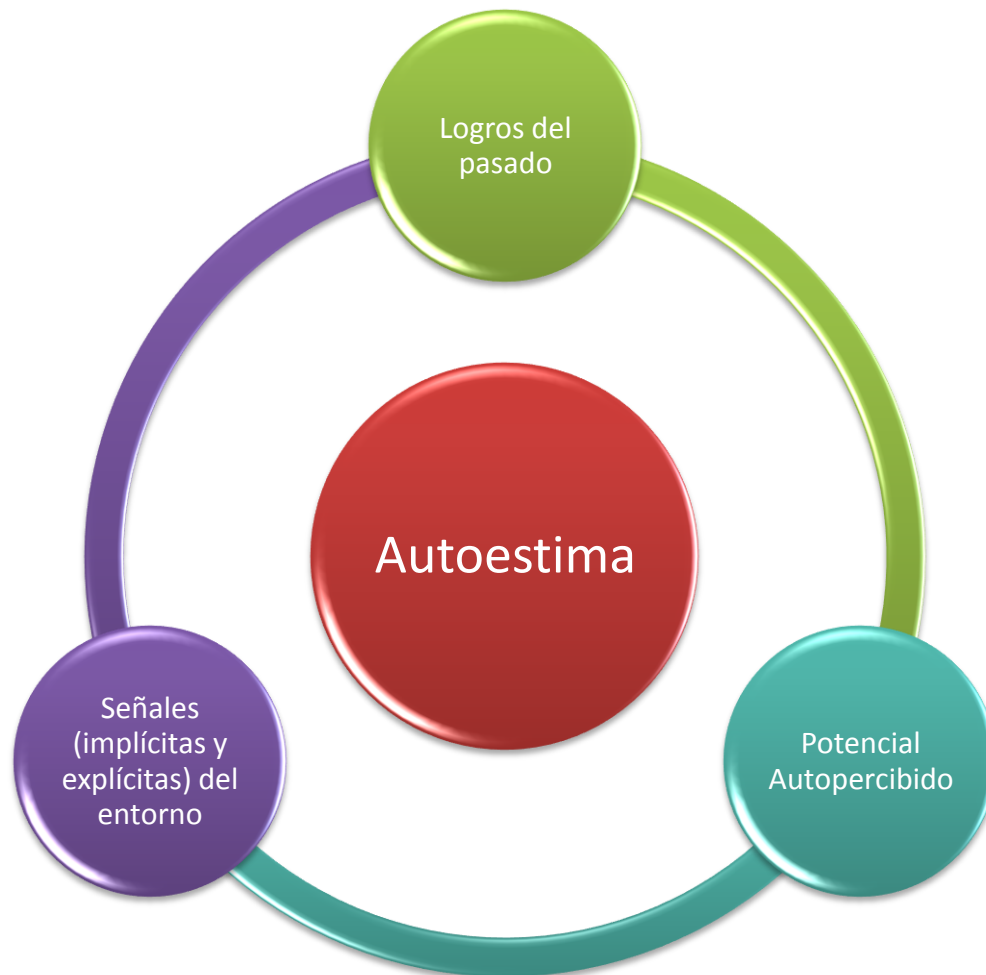 Logros del
pasado
Autoestima
Señales
(implícitas y
explícitas) del
entorno
Potencial
Autopercibido